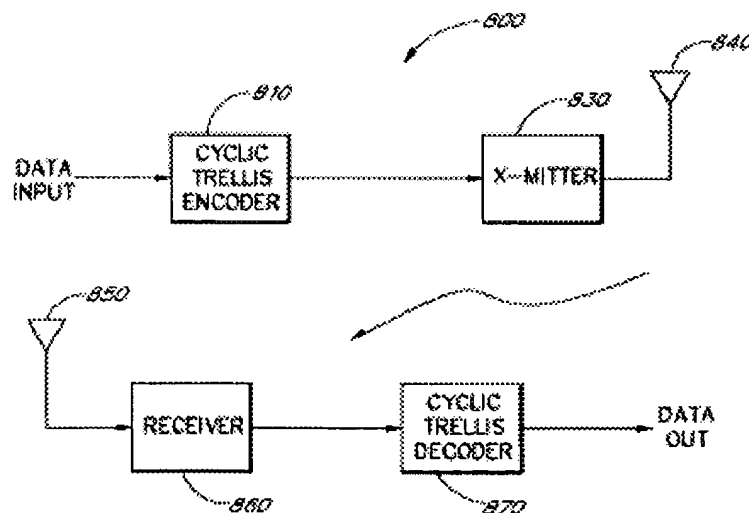 800
840
810
830
DATA
INPUT
CYCLIC
TRELLIS
ENCODER
X-MITTER
850
RECEIVER
CYCLIC
TRELLIS
DECODER
DATA
OUT
860
870